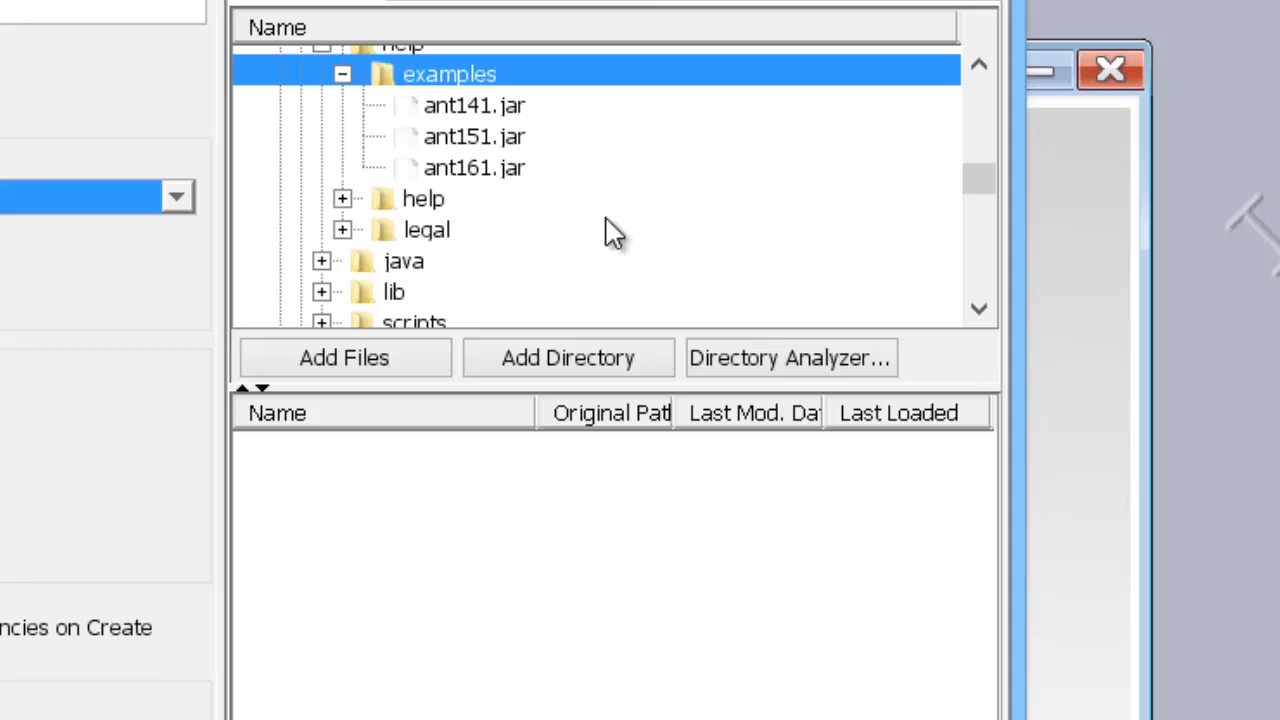 Name
help
examples
ant141.jar
ant151.jar
ant161.jar
help
legal
java
lib
scripts
Add Files
Add Directory
Directory Analyzer...
Name
Original Pat
Last Mod. Da
Last Loaded
ncies on Create